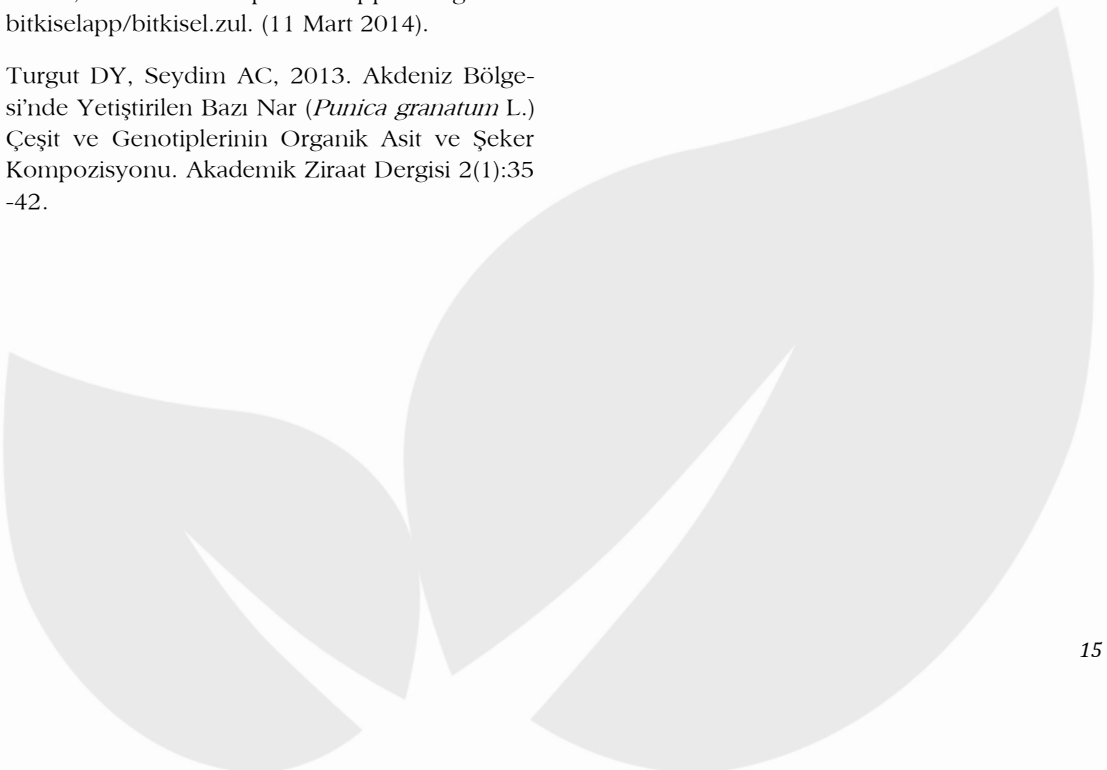 bitkiselapp/bitkisel.zul. (11 Mart 2014).
Turgut DY, Seydim AC, 2013. Akdeniz Bölge-
si’nde Yetiştirilen Bazı Nar (Punica granatum L.)
Çeşit ve Genotiplerinin Organik Asit ve Şeker
Kompozisyonu. Akademik Ziraat Dergisi 2(1):35
-42.
15